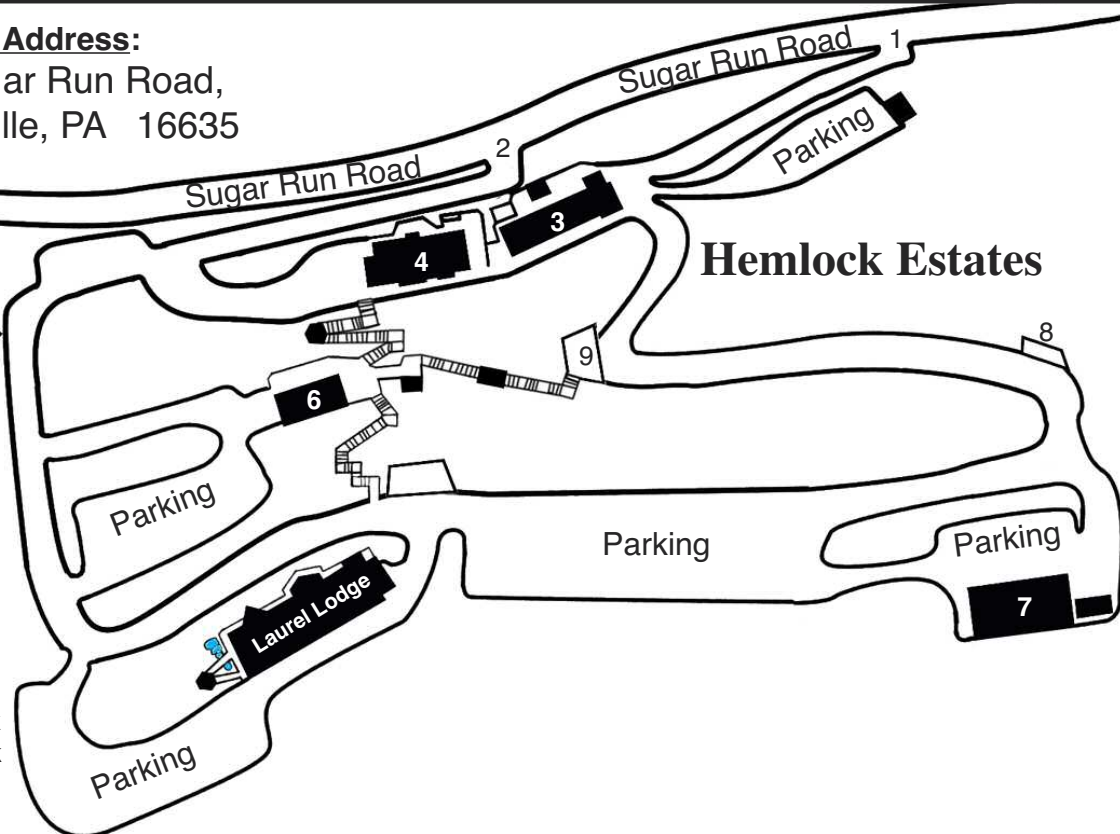 Address:
ar Run Road,
lle, PA 16635
Sugar Run Road
1
Parking
2
Sugar Run Road
3
4
Hemlock Estates
8
9
6
Parking
Parking
Parking
Laurel Lodge
7
Parking